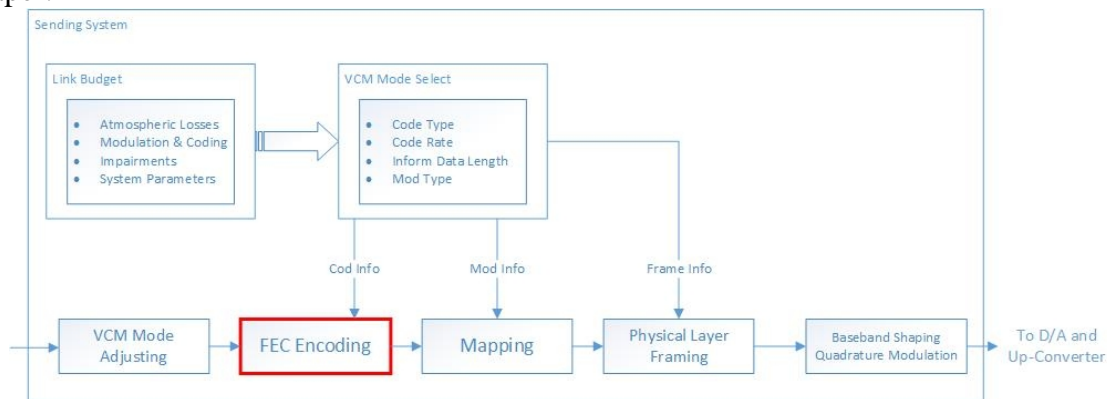 Sending System
Link Budget
Atmospheric Losses
Modulation & Coding
Impairments
System Parameters
VCM Mode Select
Code Type
Code Rate
Inform Data Length
Mod Type
Cod Info
Mod Info
Frame Info
VCM Mode
Adjusting
FEC Encoding
Mapping
Physical Layer
Framing
Baseband Shaping
Quadrature Modulation
To D/A and
Up-Converter